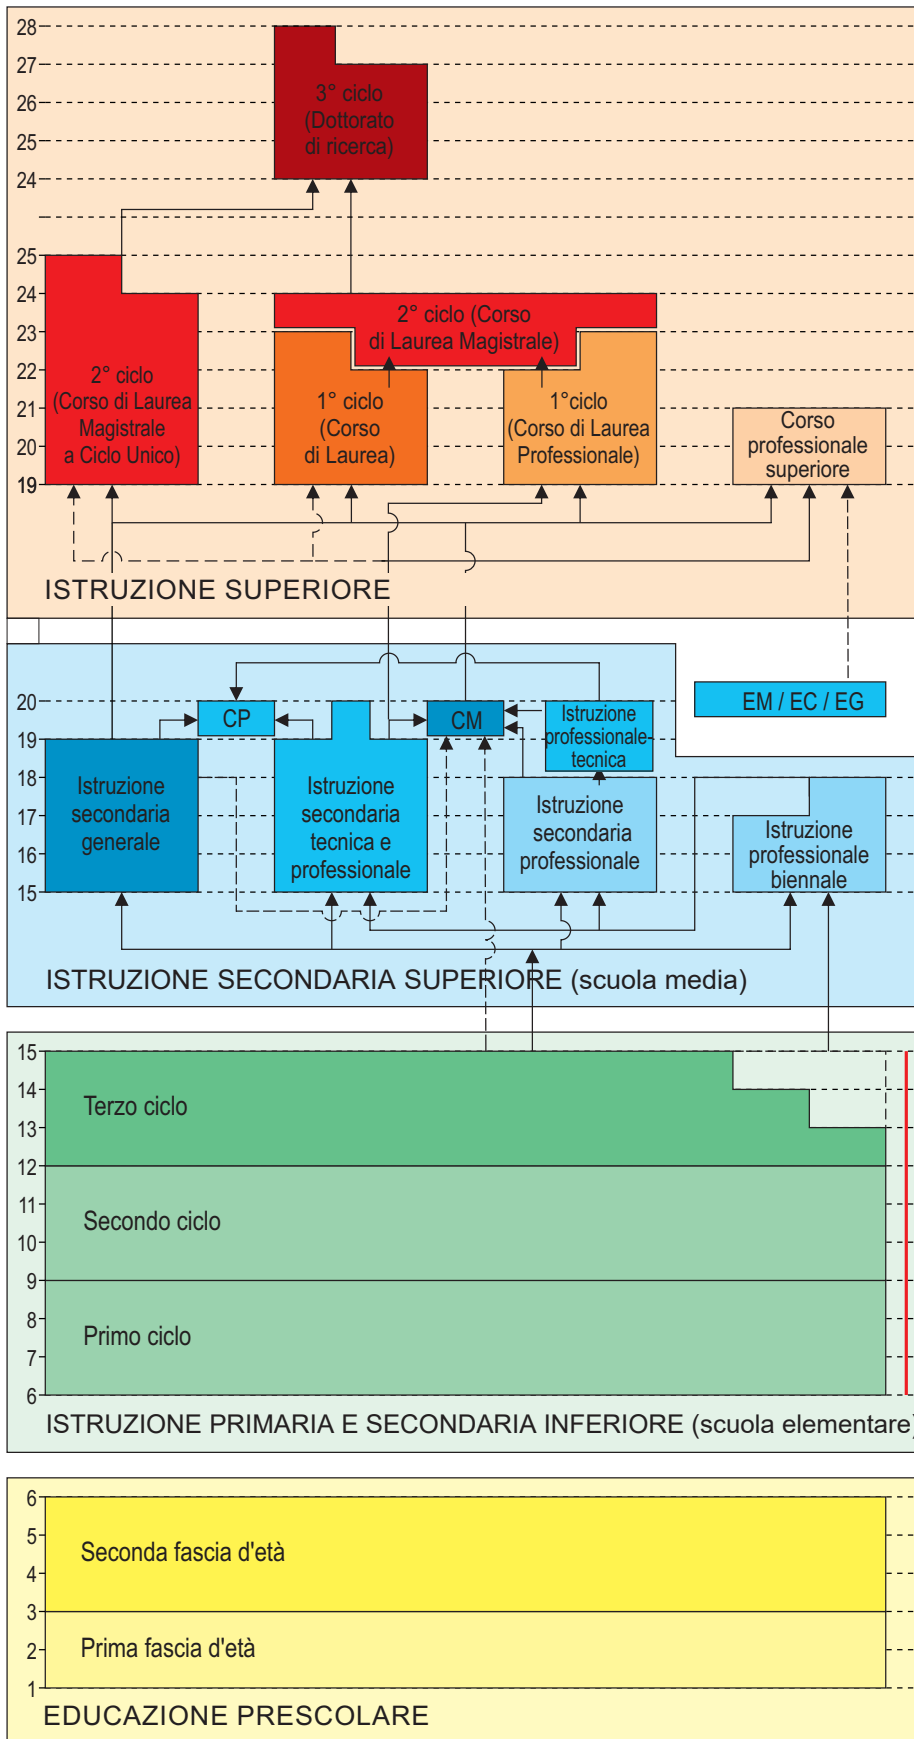 28
27
26
25
24
3° ciclo
(Dottorato
di ricerca)
25
24
23
22
21
20
19
2° ciclo
(Corso di Laurea
Magistrale
a Ciclo Unico)
2° ciclo (Corso
di Laurea Magistrale)
1° ciclo
(Corso
di Laurea)
1°ciclo
(Corso di Laurea
Professionale)
Corso
professionale
superiore
ISTRUZIONE SUPERIORE
20
19
18
17
16
15
CP
CM
Istruzione
professionale-
tecnica
EM / EC / EG
Istruzione
secondaria
generale
Istruzione
secondaria
tecnica e
professionale
Istruzione
secondaria
professionale
Istruzione
professionale
biennale
ISTRUZIONE SECONDARIA SUPERIORE (scuola media)
15
14
13
12
11
10
9
8
7
6
Terzo ciclo
Secondo ciclo
Primo ciclo
ISTRUZIONE PRIMARIA E SECONDARIA INFERIORE (scuola elementare)
6
5
4
3
2
1
Seconda fascia d'età
Prima fascia d'età
EDUCAZIONE PRESCOLARE